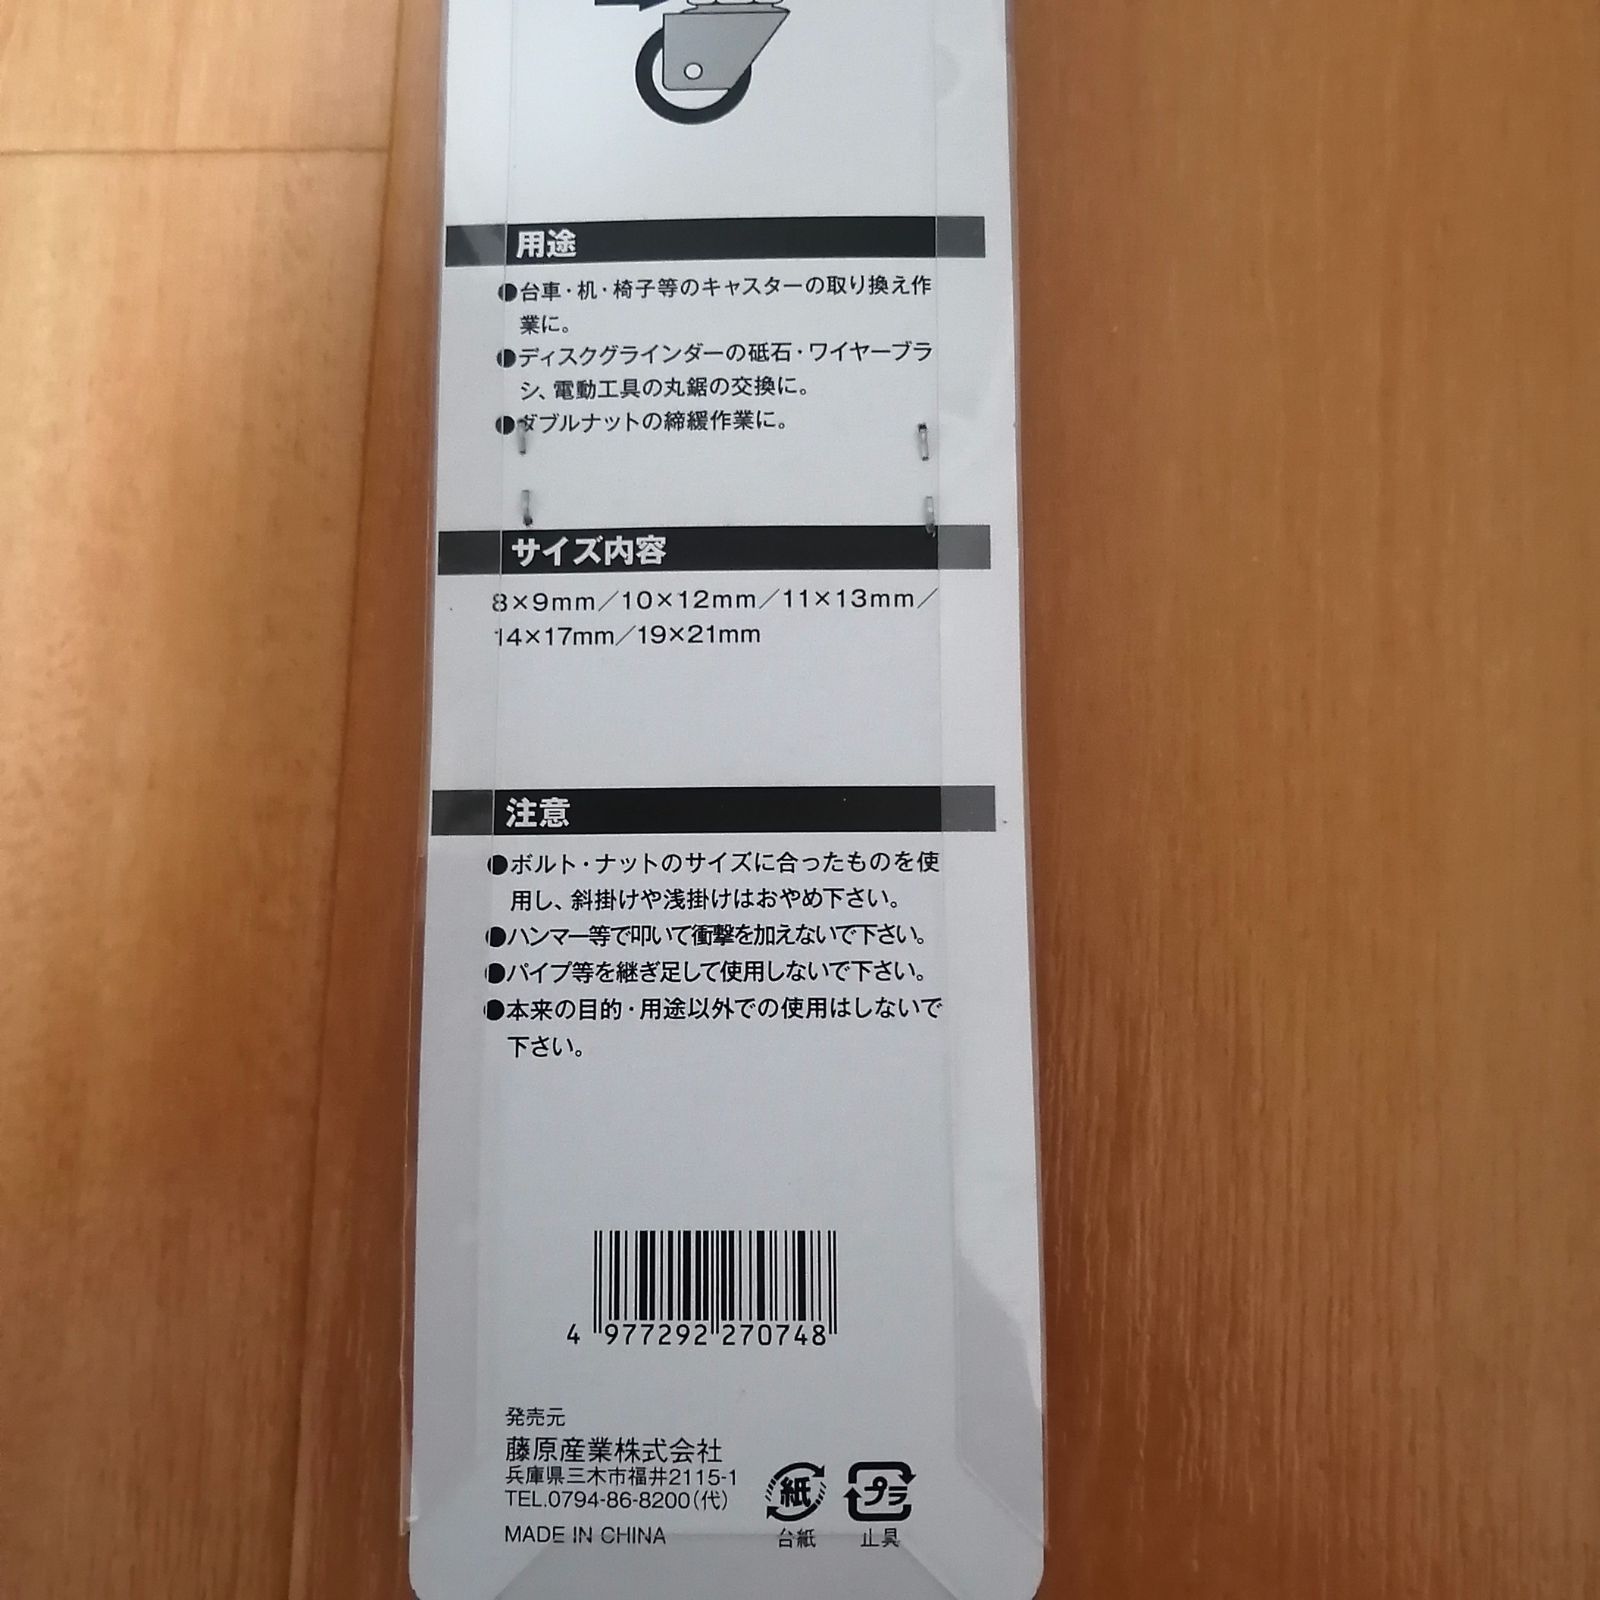 用途
●台車・机・椅子等のキャスターの取り換え作
業に。
●ディスクグラインダーの砥石・ワイヤーブラ
シ、電動工具の丸鋸の交換に。
●ダブルナットの締緩作業に。
サイズ内容
8×9mm／10×12mm／11×13mm／
14×17mm／19×21mm
注意
●ボルト・ナットのサイズに合ったものを使
用し、斜掛けや浅掛けはおやめ下さい。
●ハンマー等で叩いて衝撃を加えないで下さい。
●パイプ等を継ぎ足して使用しないで下さい。
●本来の目的・用途以外での使用はしないで
下さい。
4 977292 270748
発売元
藤原産業株式会社
兵庫県三木市福井2115-1
TEL.0794-86-8200(代)
MADE IN CHINA
紙 プラ
台紙 止具